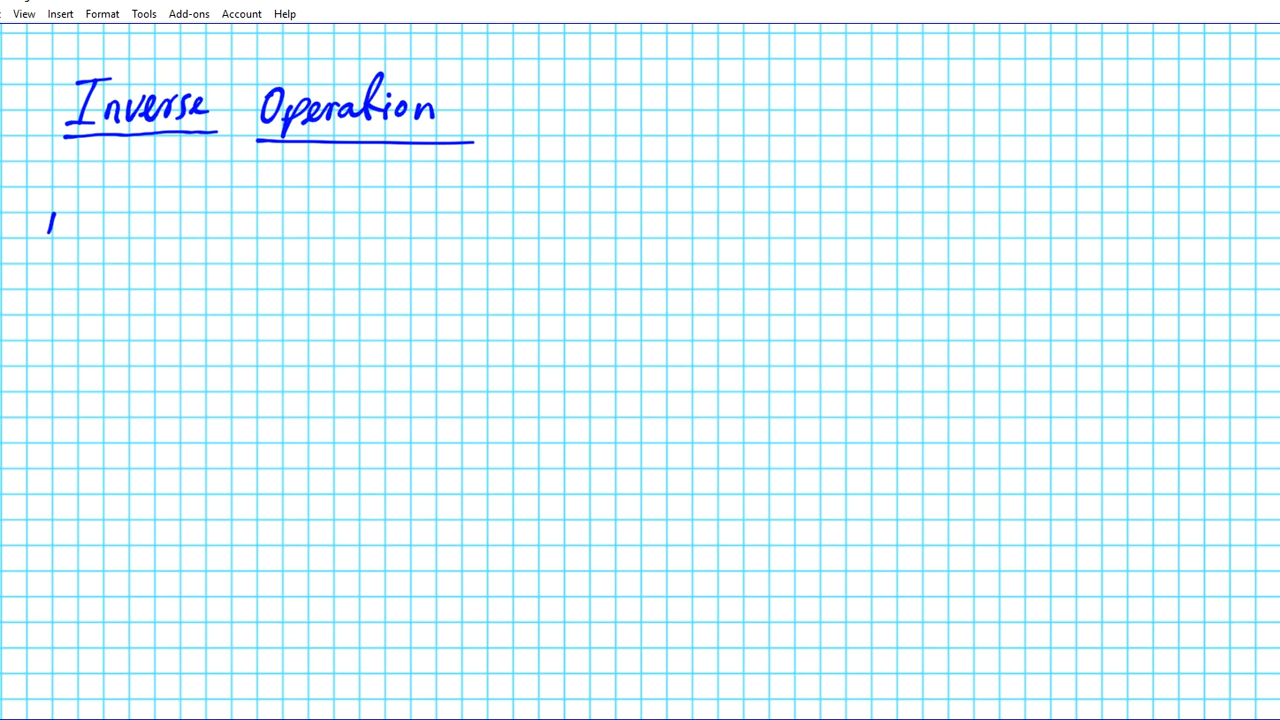 View Insert Format Tools Add-ons Account Help
Inverse Operation